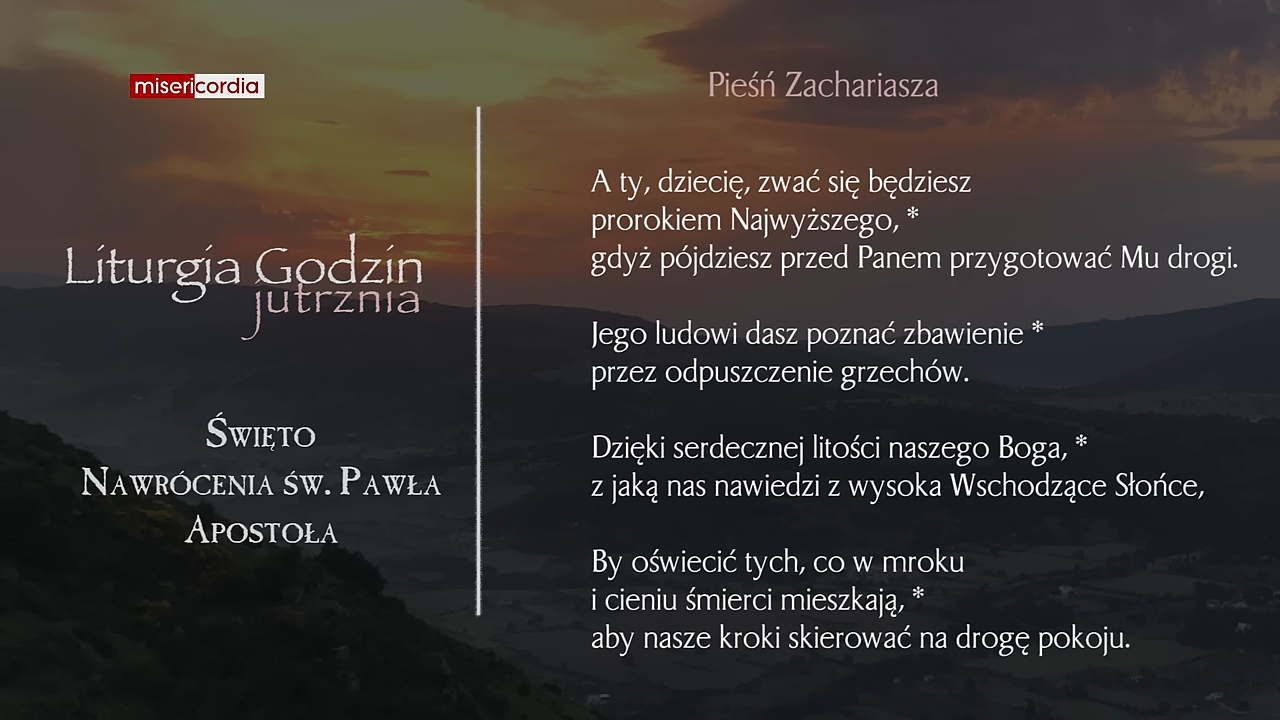 misericordia
Liturgia Godzin
jutrznia
Święto
Nawrócenia św. Pawła
Apostoła
Pieśń Zachariasza
A ty, dziecię, zwać się będziesz
prorokiem Najwyższego, *
gdyż pójdziesz przed Panem przygotować Mu drogi.
Jego ludowi dasz poznać zbawienie *
przez odpuszczenie grzechów.
Dzięki serdecznej litości naszego Boga, *
z jaką nas nawiedzi z wysoka Wschodzące Słońce,
By oświecić tych, co w mroku
i cieniu śmierci mieszkają, *
aby nasze kroki skierować na drogę pokoju.